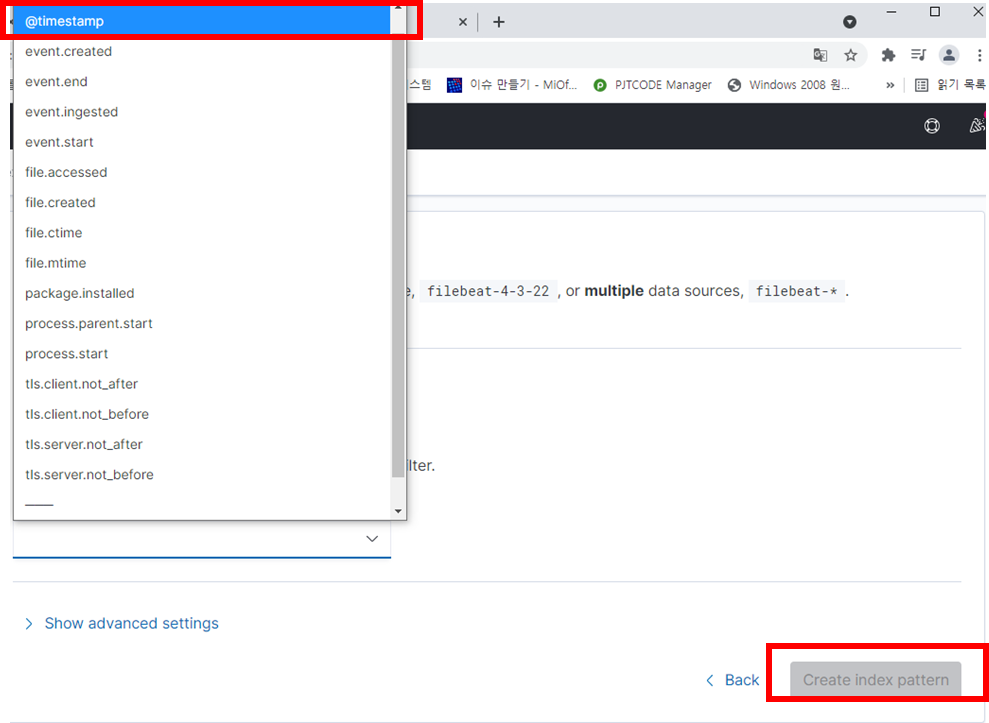 @timestamp
event.created
event.end
event.ingested
event.start
file.accessed
file.created
file.ctime
file.mtime
package.installed
process.parent.start
process.start
tls.client.not_after
tls.client.not_before
tls.server.not_after
tls.server.not_before
스템 이슈 만들기 - MiOf... PJTCODE Manager Windows 2008 원... » 읽기 목록
, filebeat-4-3-22 , or multiple data sources, filebeat-* .
ilter.
Show advanced settings
Back Create index pattern